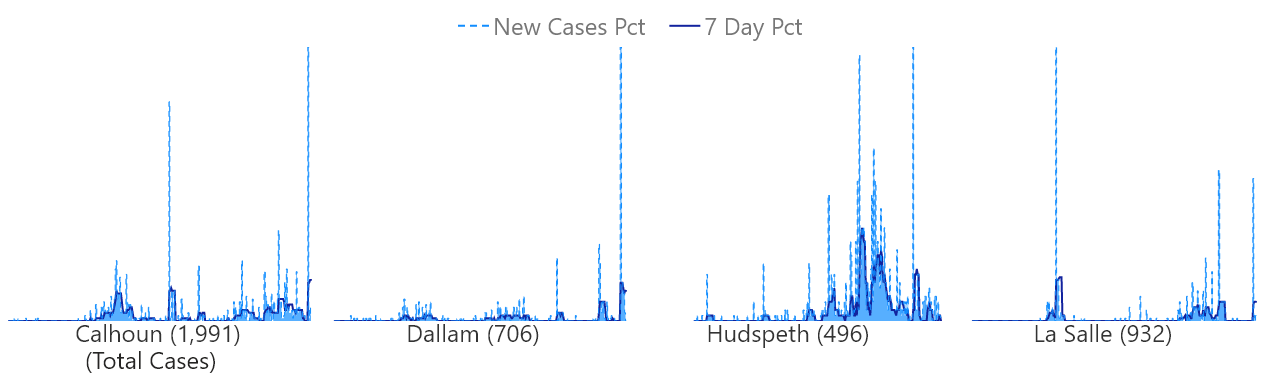 New Cases Pct 7 Day Pct
Calhoun (1,991) Dallam (706) Hudspeth (496) La Salle (932)
(Total Cases)